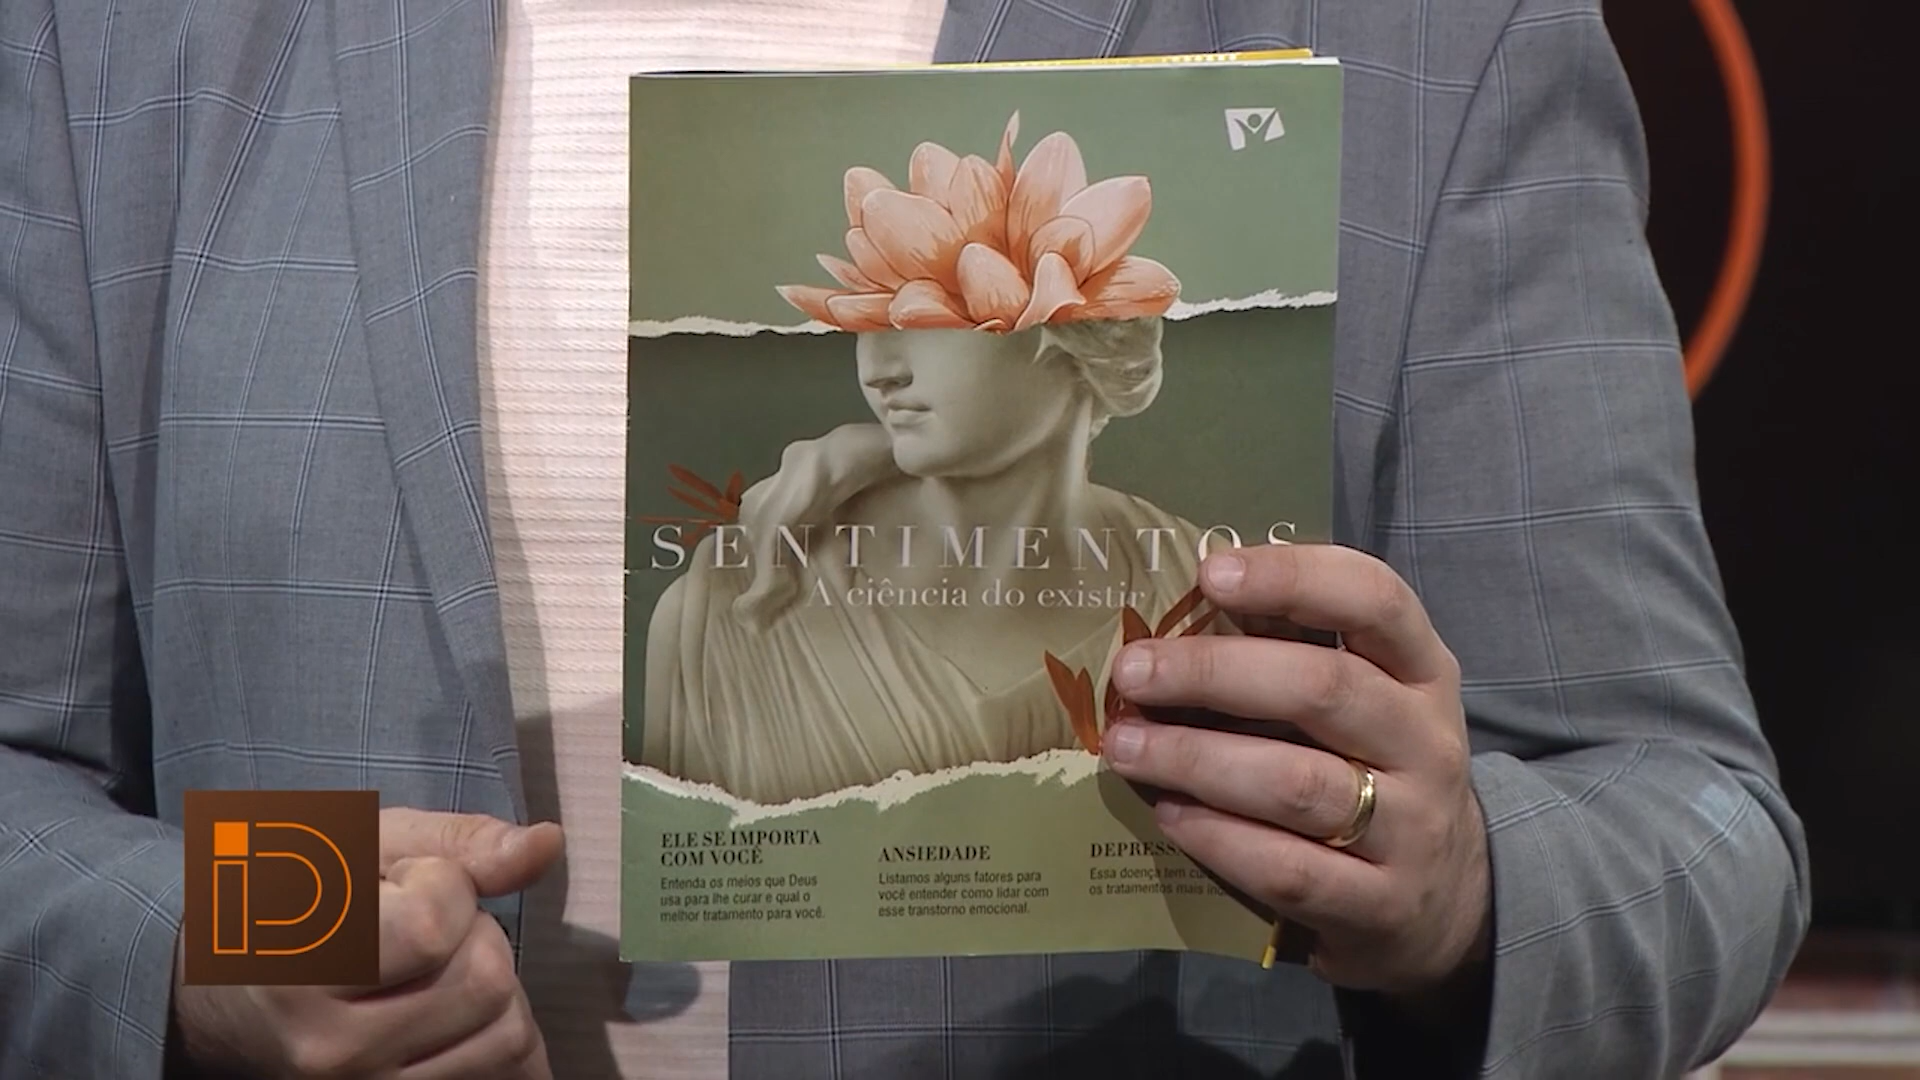 SENTIMENTOS
A ciência do existir
ELE SE IMPORTA
COM VOCÊ
Entenda os meios que Deus
usa para lhe curar e qual o
melhor tratamento para você.
ANSIEDADE
Listamos alguns fatores para
você entender como lidar com
esse transtorno emocional.
Essa doença tem
os tratamentos mais
iD